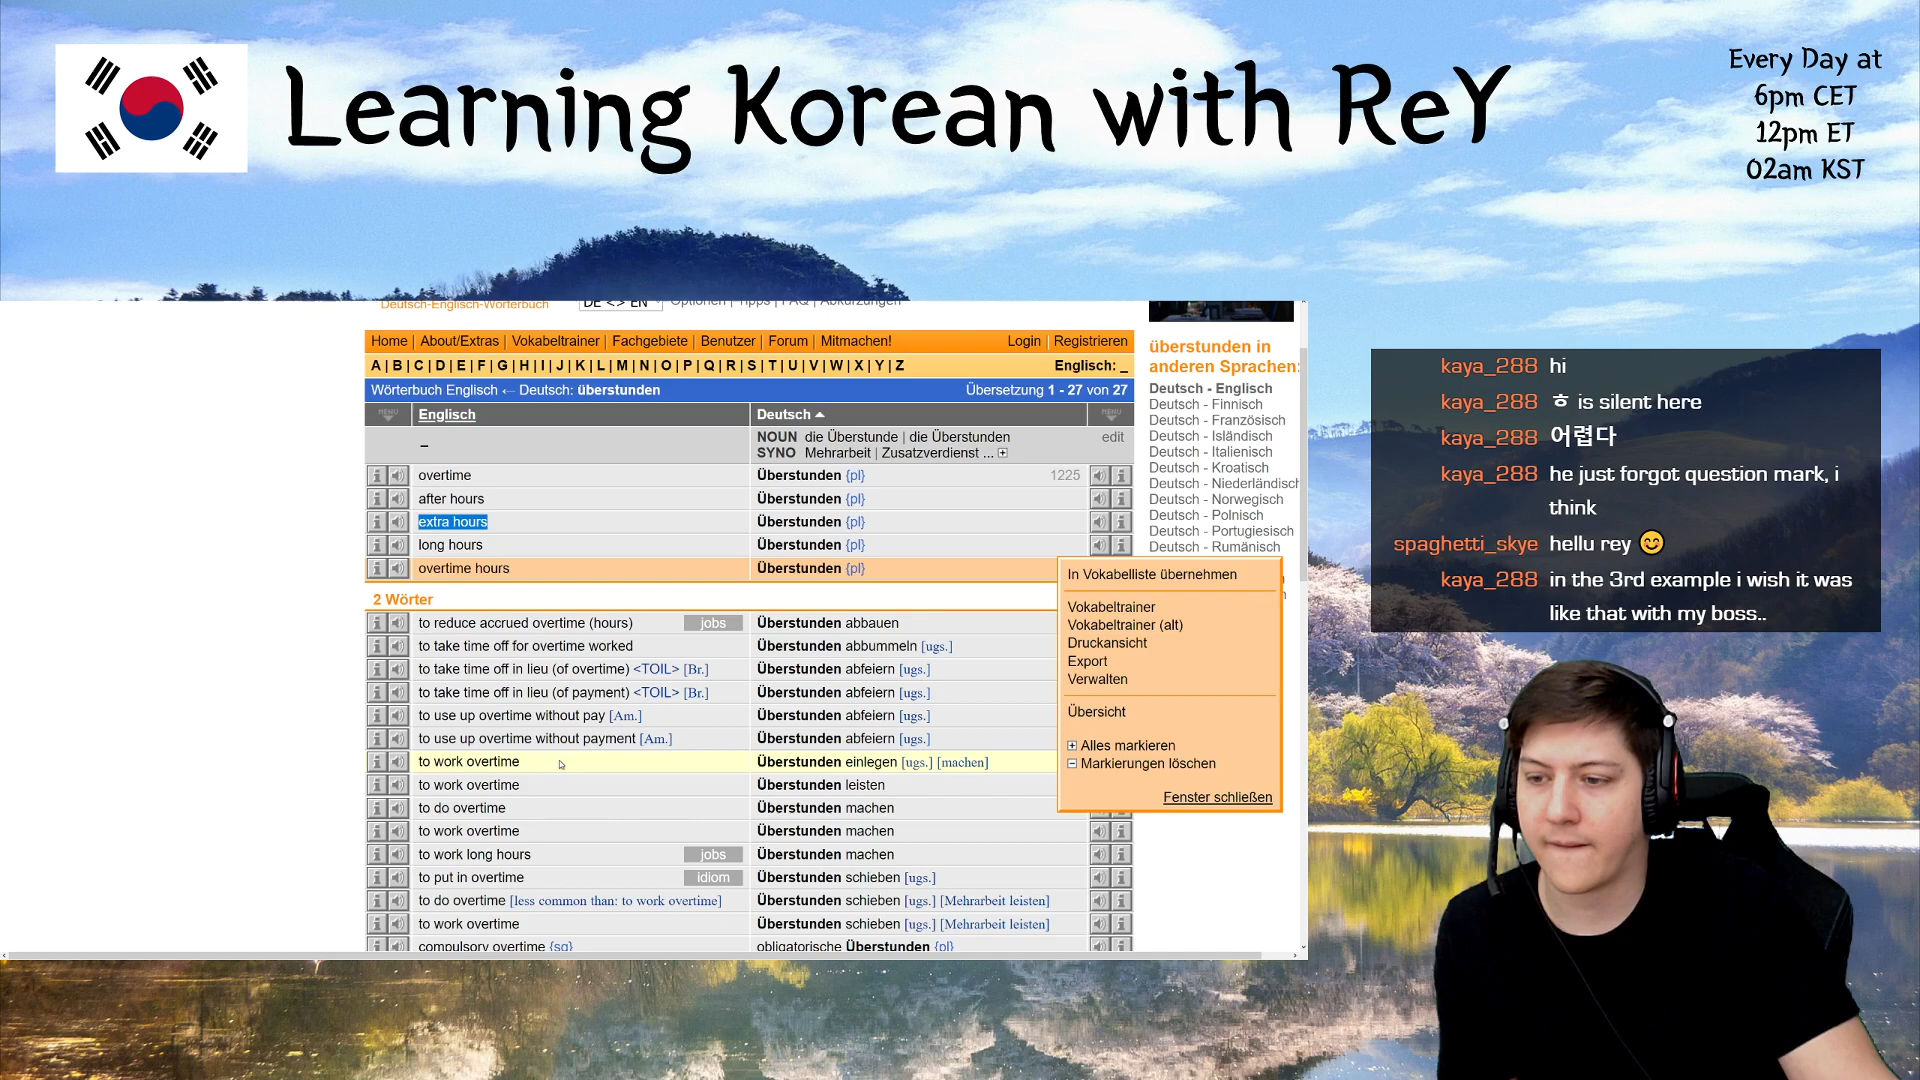 Learning Korean with ReY
Every Day at
6pm CET
12pm ET
02am KST
Deutsch-Englisch-Wörterbuch
DE <> EN
Optionen | Tipps | FAQ | Abkürzungen
Home | About/Extras | Vokabeltrainer | Fachgebiete | Benutzer | Forum | Mitmachen!
Login | Registrieren
A | B | C | D | E | F | G | H | I | J | K | L | M | N | O | P | Q | R | S | T | U | V | W | X | Y | Z
Englisch: _
Wörterbuch Englisch ← Deutsch: überstunden
Übersetzung 1 - 27 von 27
MENU Englisch Deutsch MENU
– NOUN die Überstunde | die Überstunden edit
SYNO Mehrarbeit | Zusatzverdienst ...
overtime Überstunden {pl} 1225
after hours Überstunden {pl}
extra hours Überstunden {pl}
long hours Überstunden {pl}
overtime hours Überstunden {pl}
2 Wörter
to reduce accrued overtime (hours) jobs Überstunden abbauen
to take time off for overtime worked Überstunden abbummeln [ugs.]
to take time off in lieu (of overtime) <TOIL> [Br.] Überstunden abfeiern [ugs.]
to take time off in lieu (of payment) <TOIL> [Br.] Überstunden abfeiern [ugs.]
to use up overtime without pay [Am.] Überstunden abfeiern [ugs.]
to use up overtime without payment [Am.] Überstunden abfeiern [ugs.]
to work overtime Überstunden einlegen [ugs.] [machen]
to work overtime Überstunden leisten
to do overtime Überstunden machen
to work overtime Überstunden machen
to work long hours jobs Überstunden machen
to put in overtime idiom Überstunden schieben [ugs.]
to do overtime [less common than: to work overtime] Überstunden schieben [ugs.] [Mehrarbeit leisten]
to work overtime Überstunden schieben [ugs.] [Mehrarbeit leisten]
compulsory overtime {sg} obligatorische Überstunden {pl}
überstunden in
anderen Sprachen:
Deutsch - Englisch
Deutsch - Finnisch
Deutsch - Französisch
Deutsch - Isländisch
Deutsch - Italienisch
Deutsch - Kroatisch
Deutsch - Niederländisch
Deutsch - Norwegisch
Deutsch - Polnisch
Deutsch - Portugiesisch
Deutsch - Rumänisch
In Vokabelliste übernehmen
Vokabeltrainer
Vokabeltrainer (alt)
Druckansicht
Export
Verwalten
Übersicht
Alles markieren
Markierungen löschen
Fenster schließen
kaya_288 hi
kaya_288 ㅎ is silent here
kaya_288 어렵다
kaya_288 he just forgot question mark, i
think
spaghetti_skye hellu rey 😊
kaya_288 in the 3rd example i wish it was
like that with my boss..